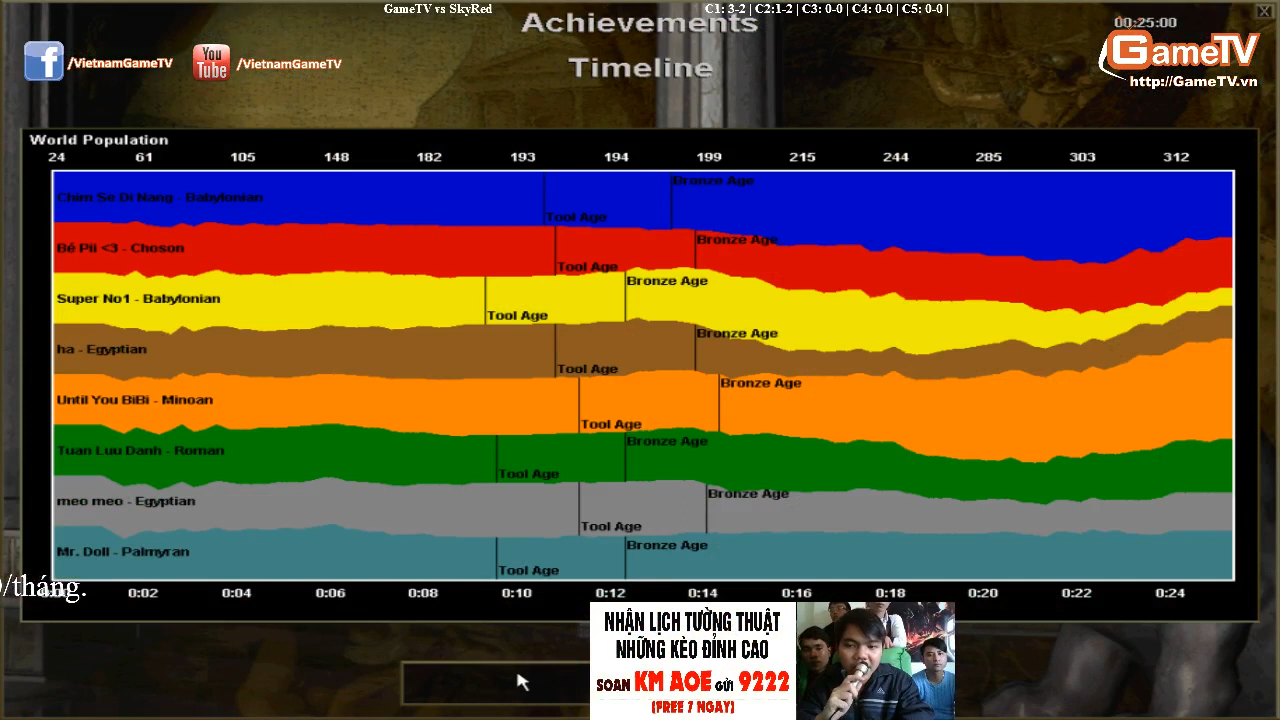 GameTV vs SkyRed
C1: 3-2 | C2:1-2 | C3: 0-0 | C4: 0-0 | C5: 0-0 |
Achievements
00:25:00
Timeline
/VietnamGameTV
You Tube
/VietnamGameTV
GameTV
http://GameTV.vn
World Population
24 61 105 148 182 193 194 199 215 244 285 303 312
Bronze Age
Chim Se Di Nang - Babylonian
Tool Age
Bronze Age
Bé Pii <3 - Choson
Tool Age
Bronze Age
Super No1 - Babylonian
Tool Age
Bronze Age
ha - Egyptian
Tool Age
Bronze Age
Until You BiBi - Minoan
Tool Age
Bronze Age
Tuan Luu Danh - Roman
Tool Age
Bronze Age
meo meo - Egyptian
Tool Age
Bronze Age
Mr. Doll - Palmyran
Tool Age
/tháng.
0:02 0:04 0:06 0:08 0:10 0:12 0:14 0:16 0:18 0:20 0:22 0:24
NHẬN LỊCH TƯỜNG THUẬT
NHỮNG KÈO ĐỈNH CAO
SOẠN KM AOE GỬI 9222
(FREE 7 NGAY)